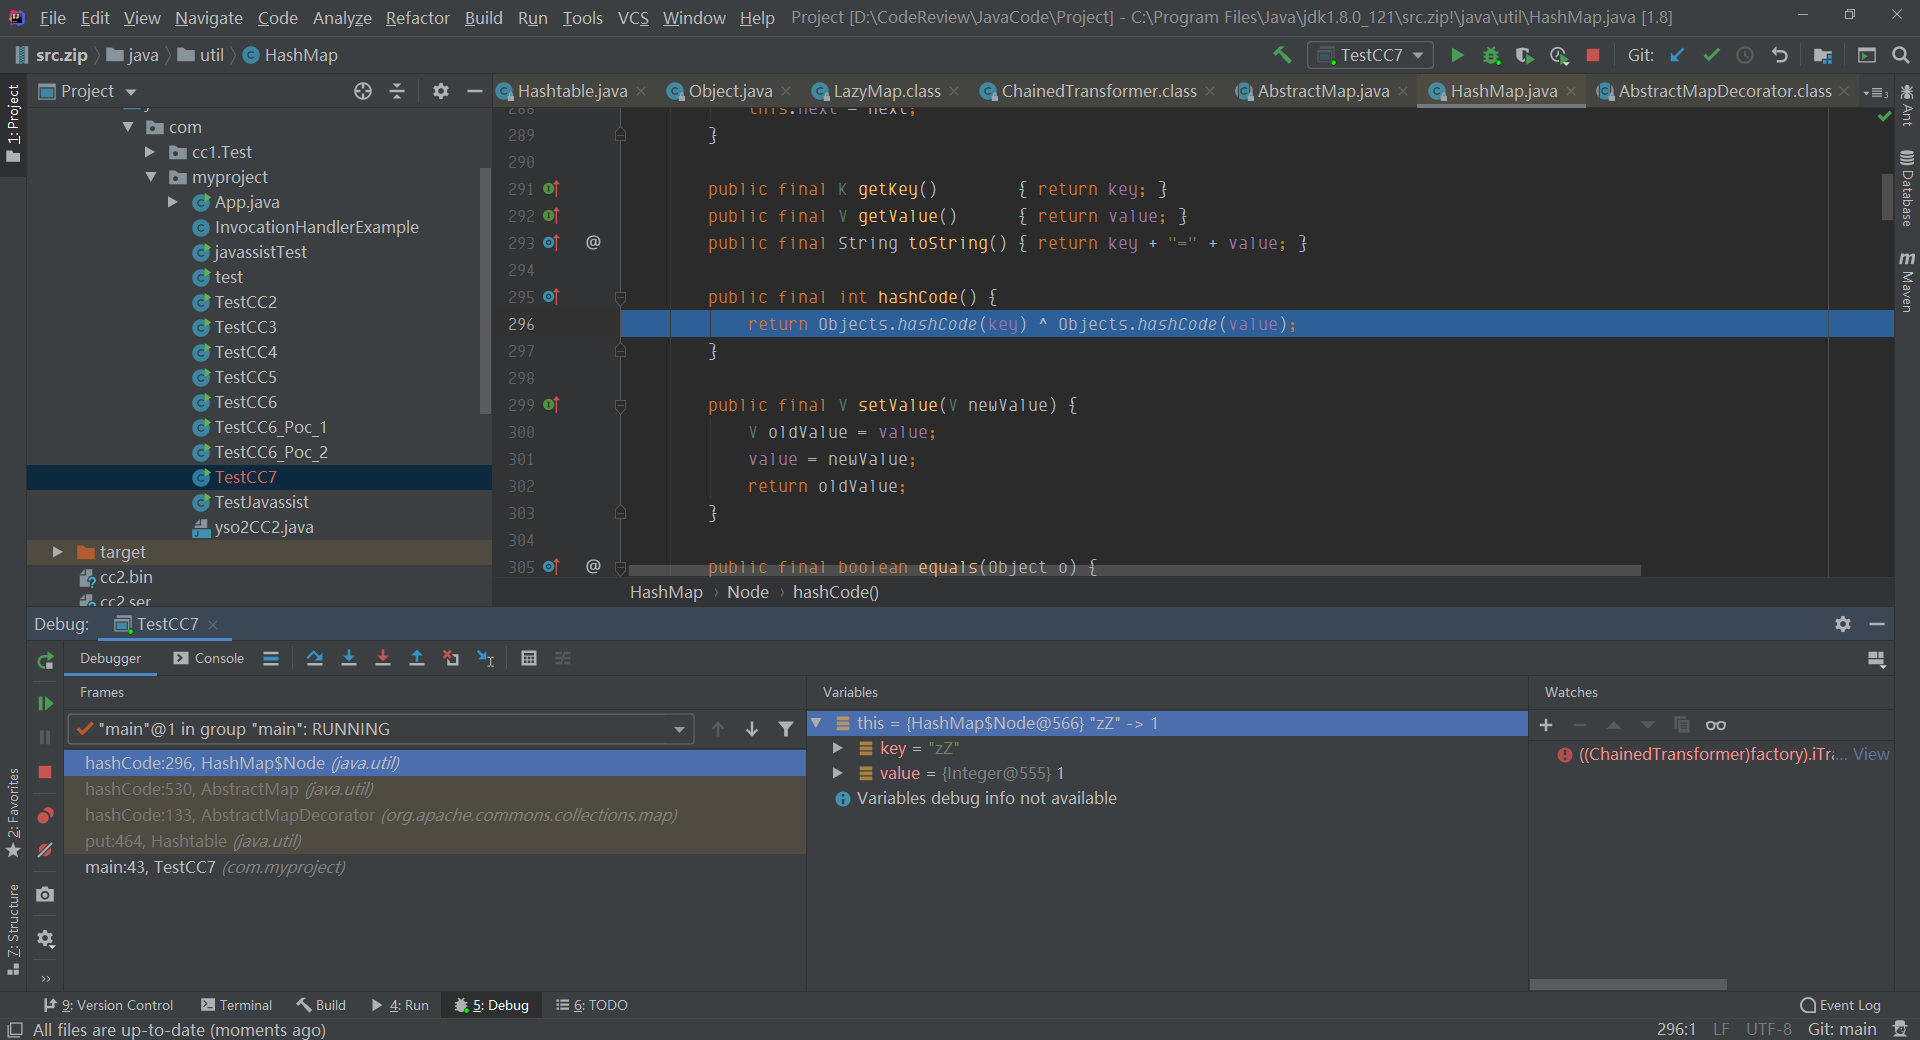 File Edit View Navigate Code Analyze Refactor Build Run Tools VCS Window Help Project [D:\CodeReview\JavaCode\Project] - C:\Program Files\Java\jdk1.8.0_121\src.zip!\java\util\HashMap.java [1.8]
src.zip java util HashMap TestCC7 Git:
Project
Hashtable.java Object.java LazyMap.class ChainedTransformer.class AbstractMap.java HashMap.java AbstractMapDecorator.class 3
1: Project
2: Favorites
7: Structure
Ant
Database
Maven
com
cc1.Test
myproject
App.java
InvocationHandlerExample
javassistTest
test
TestCC2
TestCC3
TestCC4
TestCC5
TestCC6
TestCC6_Poc_1
TestCC6_Poc_2
TestCC7
TestJavassist
yso2CC2.java
target
cc2.bin
cc2.ser
288 this.next = next;
289 }
290
291 public final K getKey() { return key; }
292 public final V getValue() { return value; }
293 @ public final String toString() { return key + "=" + value; }
294
295 public final int hashCode() {
296 return Objects.hashCode(key) ^ Objects.hashCode(value);
297 }
298
299 public final V setValue(V newValue) {
300 V oldValue = value;
301 value = newValue;
302 return oldValue;
303 }
304
305 @ public final boolean equals(Object o) {
HashMap › Node › hashCode()
Debug: TestCC7
Debugger Console
Frames
"main"@1 in group "main": RUNNING
hashCode:296, HashMap$Node (java.util)
hashCode:530, AbstractMap (java.util)
hashCode:133, AbstractMapDecorator (org.apache.commons.collections.map)
put:464, Hashtable (java.util)
main:43, TestCC7 (com.myproject)
Variables
this = {HashMap$Node@566} "zZ" -> 1
key = "zZ"
value = {Integer@555} 1
Variables debug info not available
Watches
((ChainedTransformer)factory).iTra... View
9: Version Control Terminal Build 4: Run 5: Debug 6: TODO Event Log
All files are up-to-date (moments ago) 296:1 LF UTF-8 Git: main